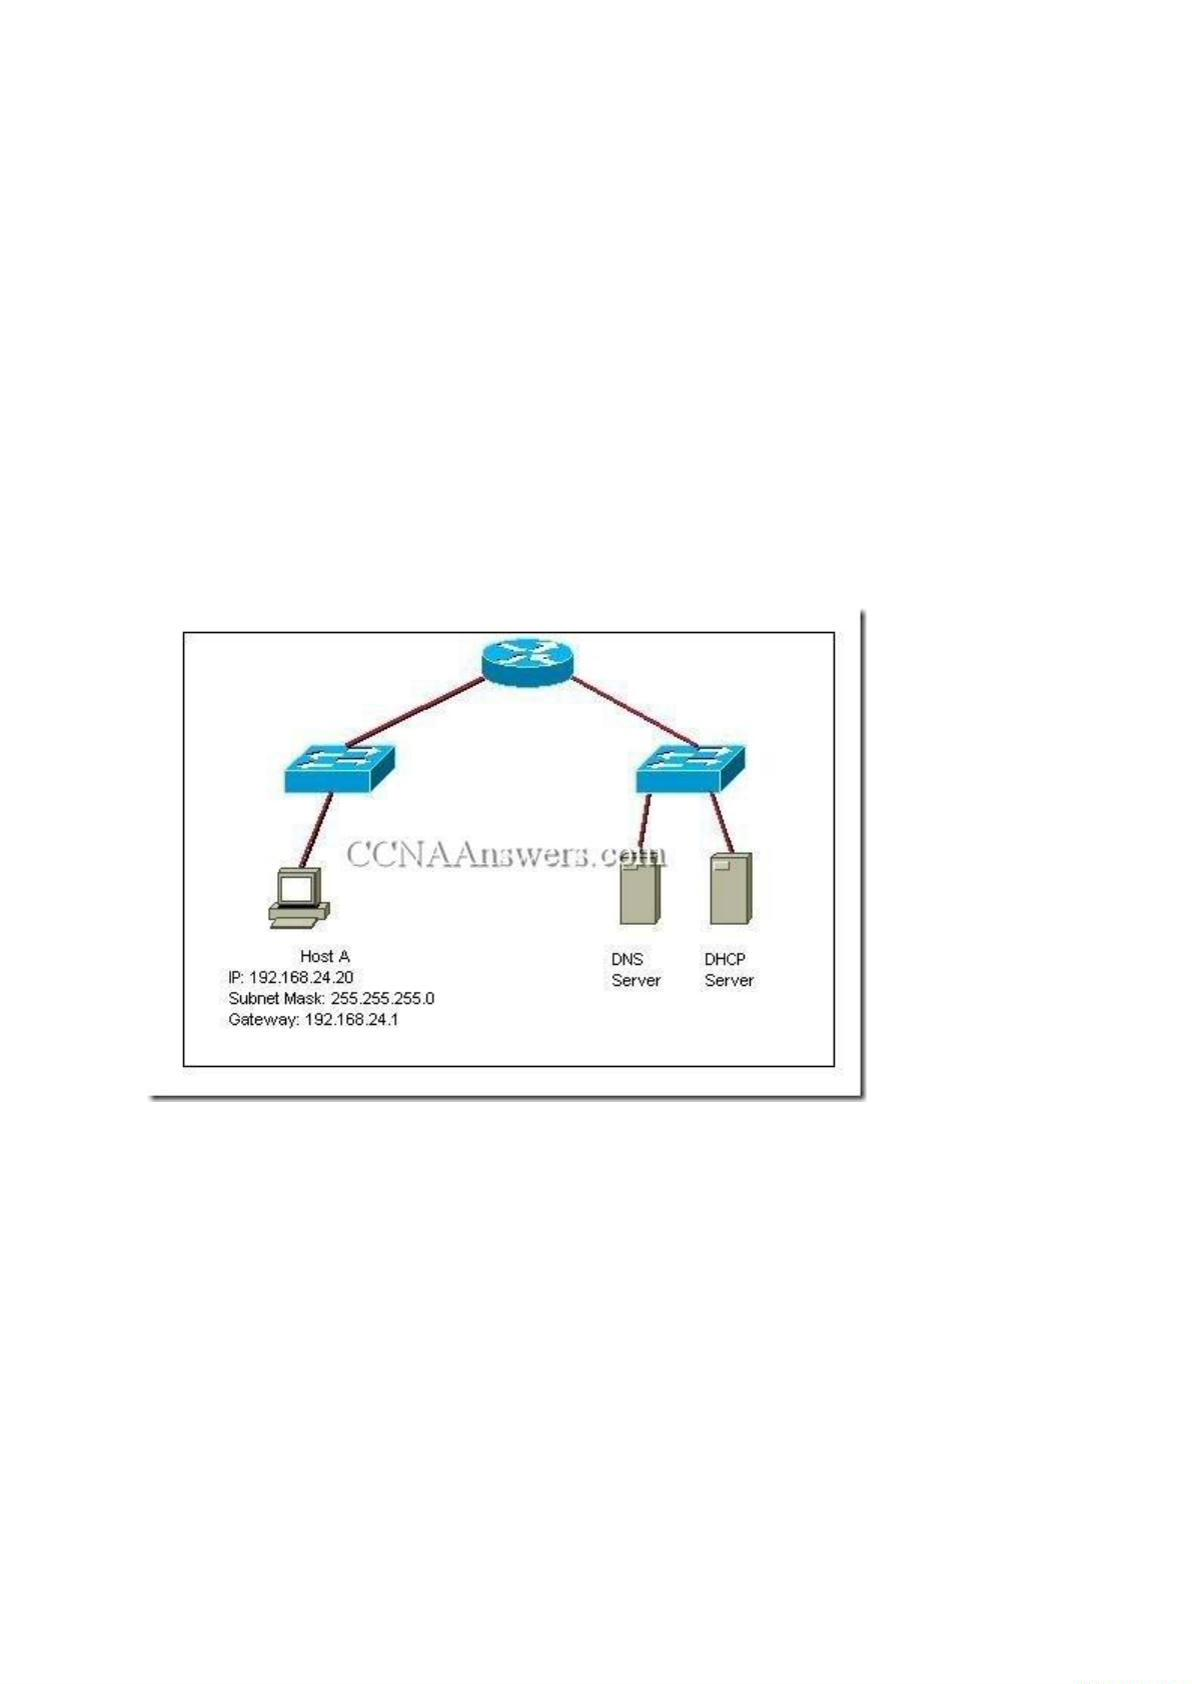 CCNAAnswers.com
Host A
IP: 192.168.24.20
Subnet Mask: 255.255.255.0
Gateway: 192.168.24.1
DNS
Server
DHCP
Server